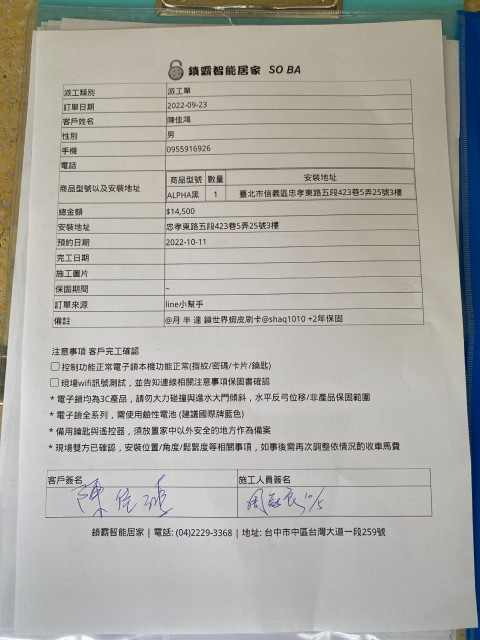 鎖霸智能居家 SO BA
派工類別 派工單
訂單日期 2022-09-23
客戶姓名 陳佳鴻
性別 男
手機 0955916926
電話
商品型號以及安裝地址 商品型號 數量 安裝地址
ALPHA黑 1 臺北市信義區忠孝東路五段423巷5弄25號3樓
總金額 $14,500
安裝地址 忠孝東路五段423巷5弄25號3樓
預約日期 2022-10-11
完工日期
施工圖片
保固期間 ~
訂單來源 line小幫手
備註 @月 半 達 鎖世界蝦皮刷卡@shaq1010 +2年保固
注意事項 客戶完工確認
控制功能正常電子鎖本機功能正常(指紋/密碼/卡片/鑰匙)
現場wifi訊號測試，並告知連線相關注意事項保固書確認
* 電子鎖均為3C產品，請勿大力碰撞與進水大門傾斜，水平反弓位移/非產品保固範圍
* 電子鎖全系列，需使用鹼性電池 (建議國際牌藍色)
* 備用鑰匙與遙控器，須放置家中以外安全的地方作為備案
* 現場雙方已確認，安裝位置/角度/鬆緊度等相關事項，如事後需再次調整依情況酌收車馬費
客戶簽名 施工人員簽名
陳佳
鎖霸智能居家 | 電話: (04)2229-3368 | 地址: 台中市中區台灣大道一段259號